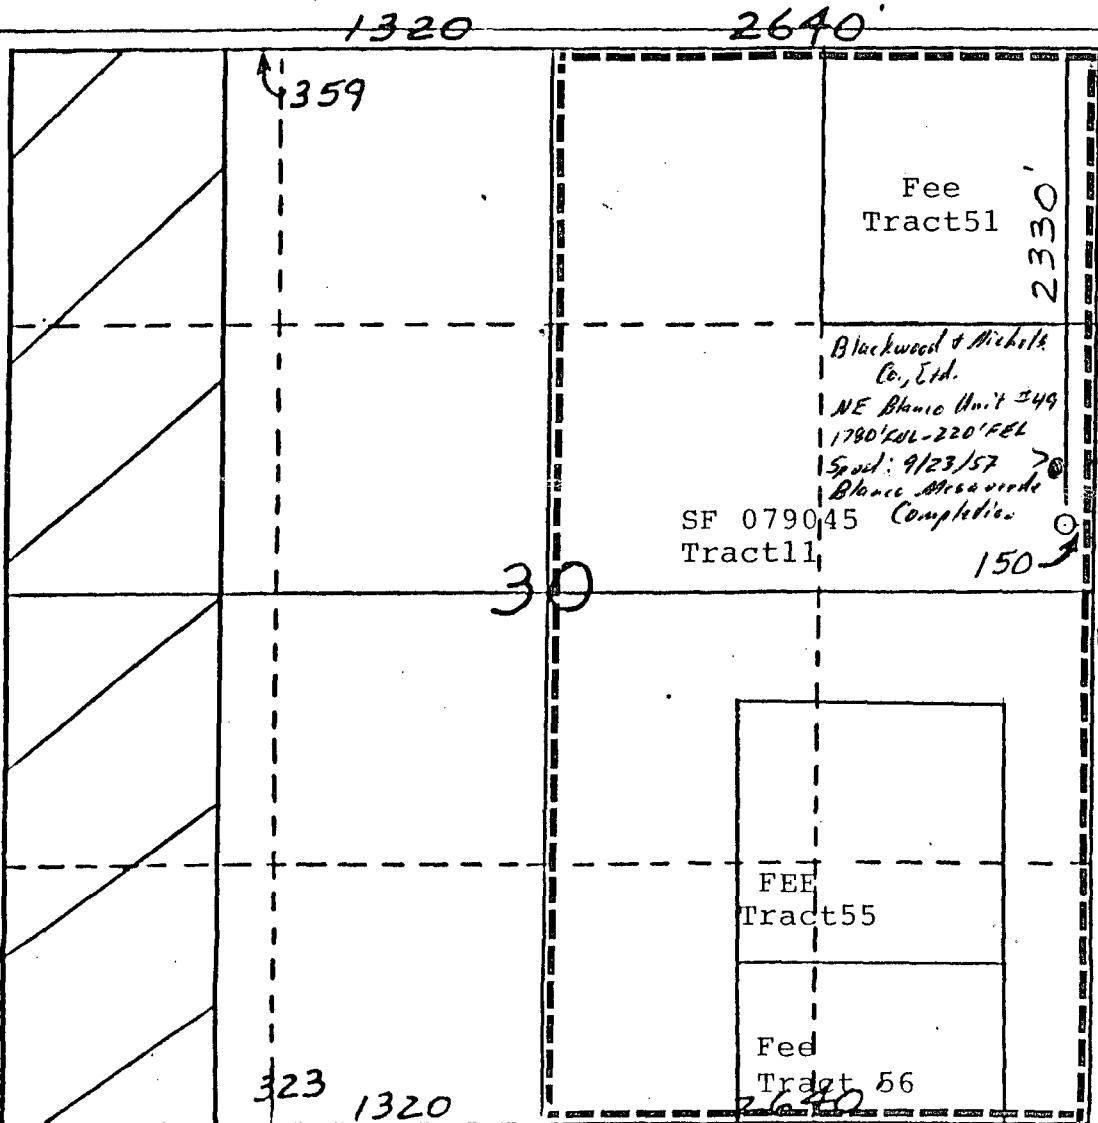 1320
2640'
359
Fee
Tract51
2330'
Blackwood & Nichols
Co., Ltd.
NE Blanco Unit #49
1780'FNL-220'FEL
Spud: 9/23/57
Blanco Mesaverde
Completion
SF 079045
Tract11
150
30
FEE
Tract55
Fee
Tract 56
323
1320
2640